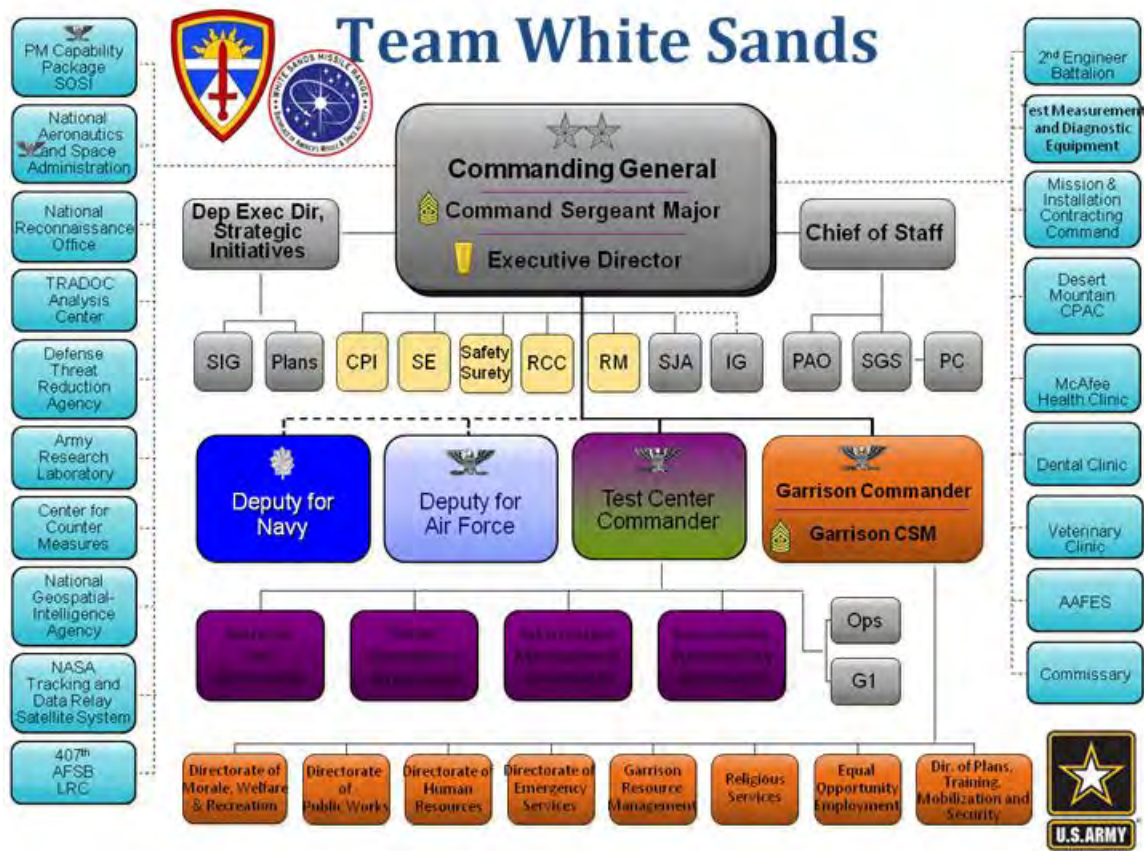 Team White Sands
PM Capability
Package
SOSI
National
Aeronautics
and Space
Administration
National
Reconnaissance
Office
TRADOC
Analysis
Center
Defense
Threat
Reduction
Agency
Army
Research
Laboratory
Center for
Counter
Measures
National
Geospatial-
Intelligence
Agency
NASA
Tracking and
Data Relay
Satellite System
407th
AFSB
LRC
WHITE SANDS MISSILE RANGE
Commanding General
Command Sergeant Major
Executive Director
Dep Exec Dir,
Strategic
Initiatives
Chief of Staff
SIG
Plans
CPI
SE
Safety
Surety
RCC
RM
SJA
IG
PAO
SGS
PC
Deputy for
Navy
Deputy for
Air Force
Test Center
Commander
Garrison Commander
Garrison CSM
Ops
G1
Directorate of
Morale, Welfare
& Recreation
Directorate
of
Public Works
Directorate of
Human
Resources
Directorate of
Emergency
Services
Garrison
Resource
Management
Religious
Services
Equal
Opportunity
Employment
Dir. of Plans,
Training,
Mobilization and
Security
2nd Engineer
Battalion
Test Measurement
and Diagnostic
Equipment
Mission &
Installation
Contracting
Command
Desert
Mountain
CPAC
McAfee
Health Clinic
Dental Clinic
Veterinary
Clinic
AAFES
Commissary
U.S.ARMY